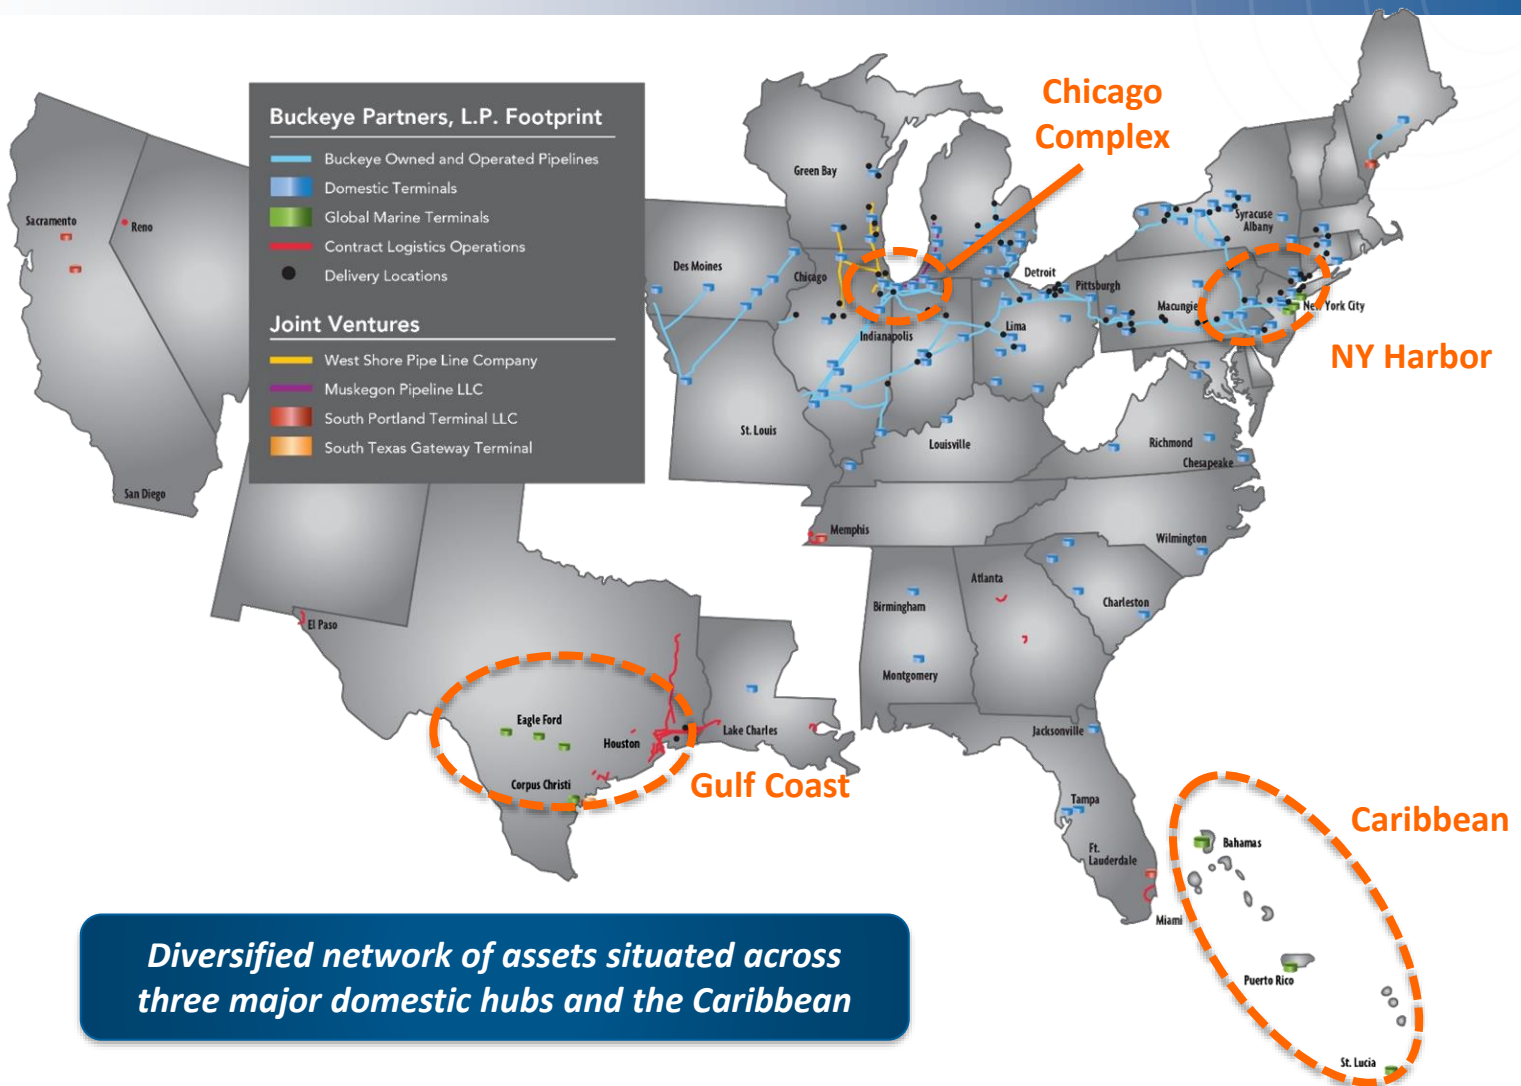 Buckeye Partners, L.P. Footprint
Buckeye Owned and Operated Pipelines
Domestic Terminals
Global Marine Terminals
Contract Logistics Operations
Delivery Locations
Joint Ventures
West Shore Pipe Line Company
Muskegon Pipeline LLC
South Portland Terminal LLC
South Texas Gateway Terminal
Chicago
Complex
Green Bay
Sacramento
Reno
Syracuse
Albany
Des Moines
Chicago
Detroit
Pittsburgh
Macungie
New York City
Lima
Indianapolis
NY Harbor
St. Louis
Louisville
Richmond
Chesapeake
San Diego
Memphis
Wilmington
Atlanta
Birmingham
Charleston
El Paso
Montgomery
Eagle Ford
Houston
Lake Charles
Jacksonville
Corpus Christi
Gulf Coast
Tampa
Caribbean
Ft.
Lauderdale
Bahamas
Miami
Puerto Rico
St. Lucia
Diversified network of assets situated across
three major domestic hubs and the Caribbean